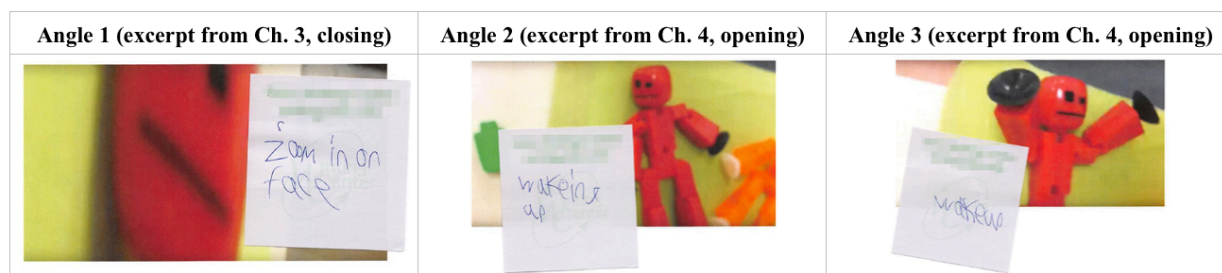 Angle 1 (excerpt from Ch. 3, closing)
Angle 2 (excerpt from Ch. 4, opening)
Angle 3 (excerpt from Ch. 4, opening)
zoom in on
face
wakeing
up
wakeup